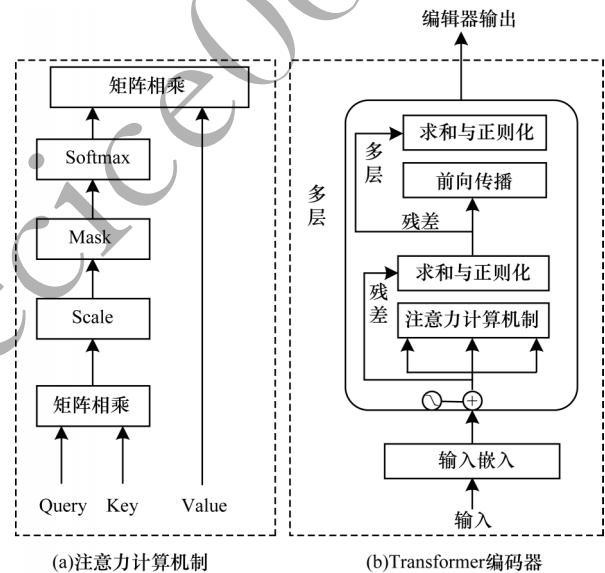 编辑器输出
矩阵相乘
Softmax
Mask
Scale
矩阵相乘
Query Key Value
多层
求和与正则化
多层
前向传播
残差
求和与正则化
残差
注意力计算机制
输入嵌入
输入
(a)注意力计算机制
(b)Transformer编码器